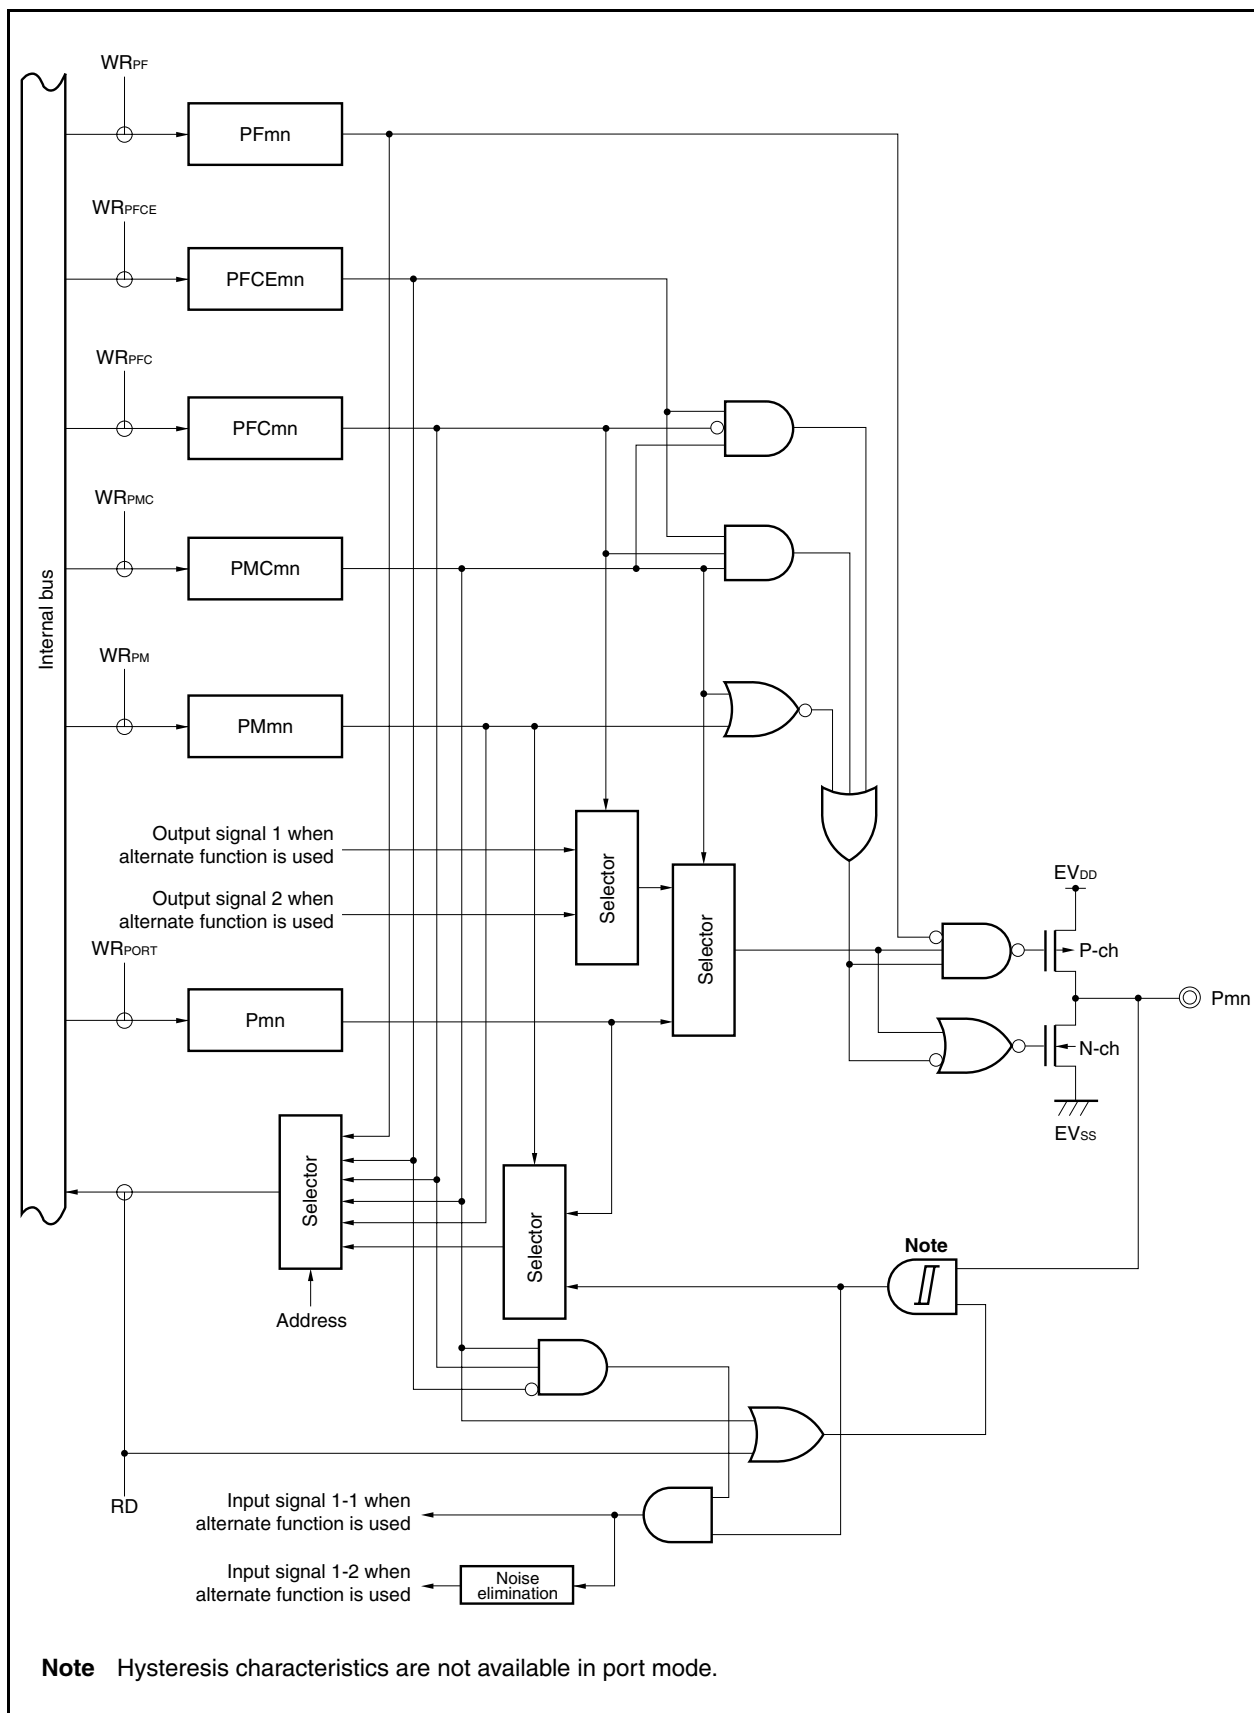 WRPF
PFmn
WRPFCE
PFCEmn
WRPFC
PFCmn
WRPMC
PMCmn
Internal bus
WRPM
PMmn
Output signal 1 when
alternate function is used
Output signal 2 when
alternate function is used
Selector
Selector
WRPORT
Pmn
EVDD
P-ch
Pmn
N-ch
EVSS
Selector
Selector
Address
Note
RD
Input signal 1-1 when
alternate function is used
Input signal 1-2 when
alternate function is used
Noise
elimination
Note Hysteresis characteristics are not available in port mode.